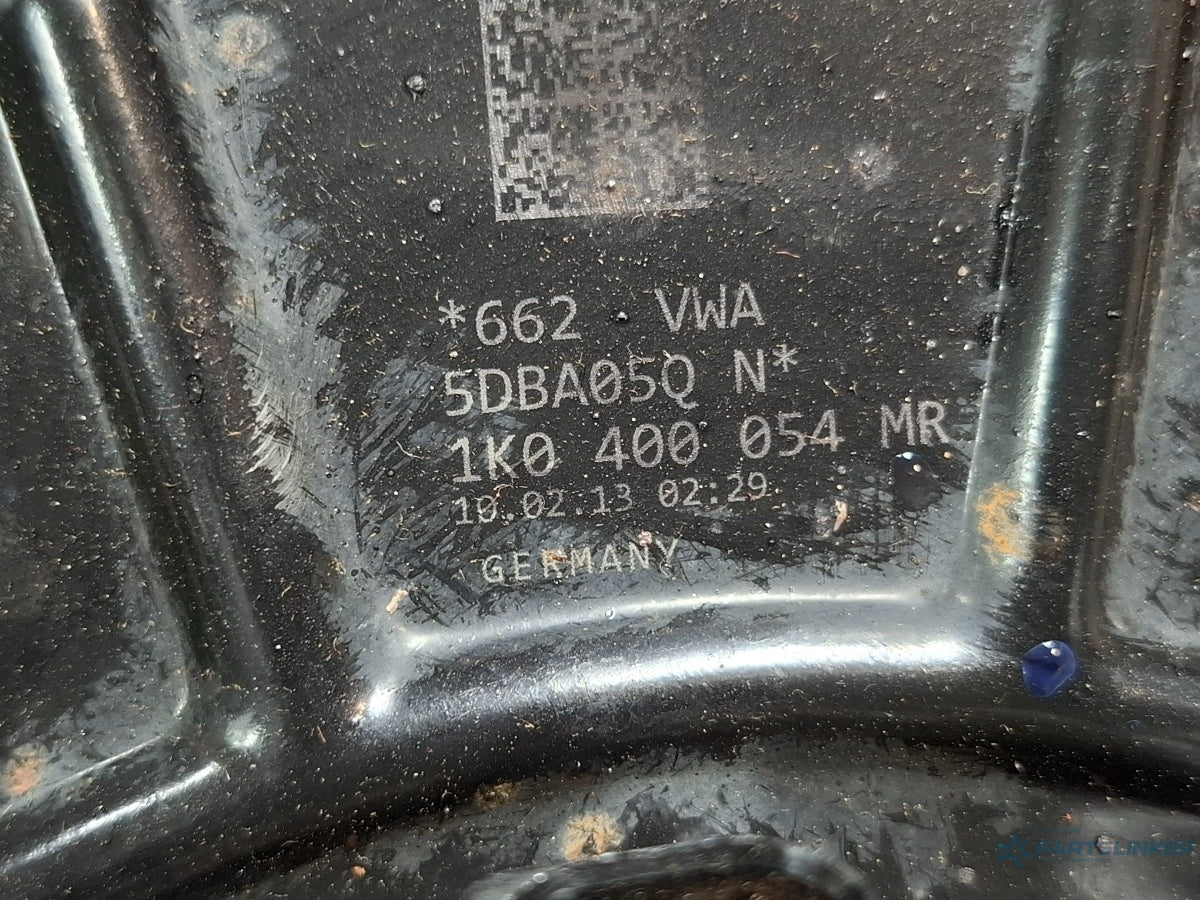 *662 VWA
5DBA05Q N*
1K0 400 054 MR
10.02.13 02:29
GERMANY